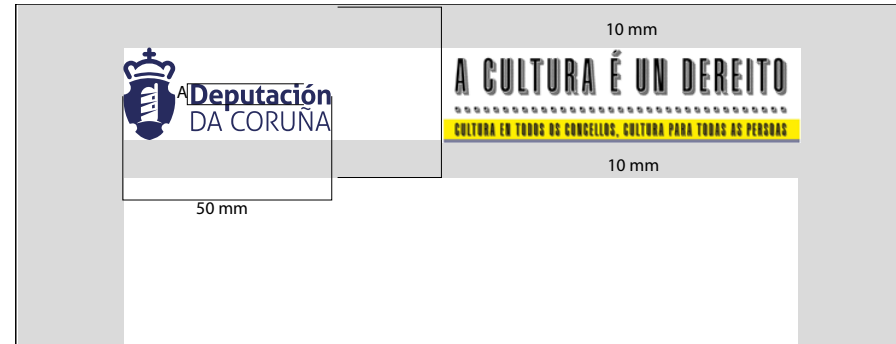 10 mm
A CULTURA É UN DEREITO
A
Deputación
DA CORUÑA
CULTURA EN TODOS OS CONCELLOS, CULTURA PARA TODAS AS PERSOAS
10 mm
50 mm